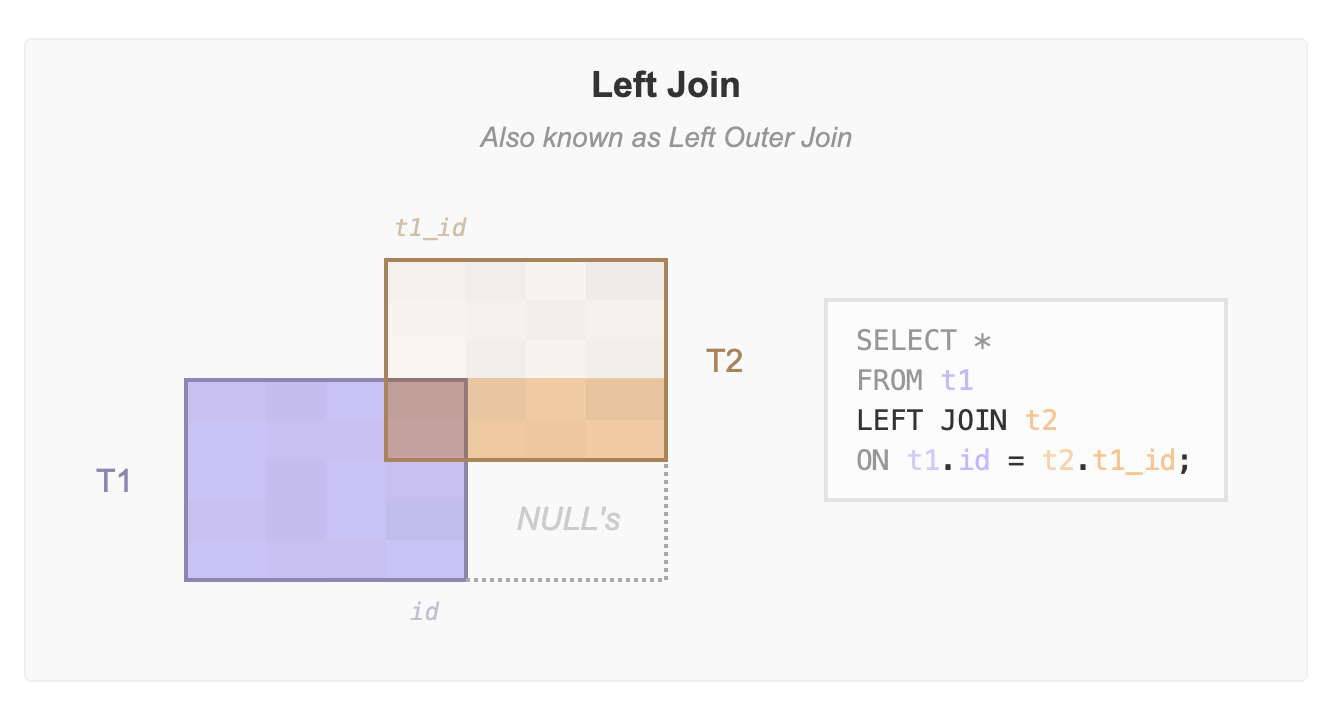 Left Join
Also known as Left Outer Join
t1_id
T2
T1
NULL's
id
SELECT *
FROM t1
LEFT JOIN t2
ON t1.id = t2.t1_id;